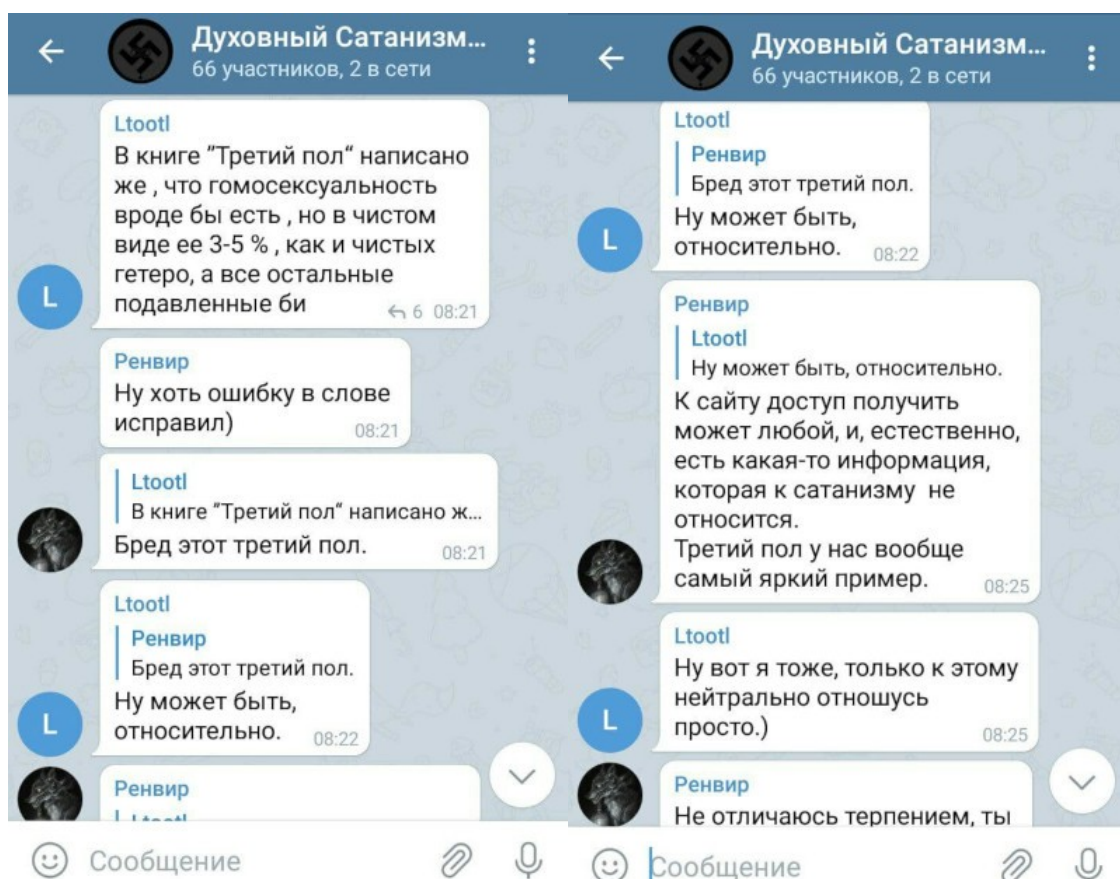 Духовный Сатанизм...
66 участников, 2 в сети
Ltootl
В книге "Третий пол" написано
же , что гомосексуальность
вроде бы есть , но в чистом
виде ее 3-5 % , как и чистых
гетеро, а все остальные
подавленные би
6 08:21
L
Ренвир
Ну хоть ошибку в слове
исправил)
08:21
Ltootl
В книге "Третий пол" написано ж...
Бред этот третий пол.
08:21
Ltootl
Ренвир
Бред этот третий пол.
Ну может быть,
относительно.
08:22
L
Ренвир
Ltootl
Сообщение
Духовный Сатанизм...
66 участников, 2 в сети
Ltootl
Ренвир
Бред этот третий пол.
Ну может быть,
относительно.
08:22
L
Ренвир
Ltootl
Ну может быть, относительно.
К сайту доступ получить
может любой, и, естественно,
есть какая-то информация,
которая к сатанизму не
относится.
Третий пол у нас вообще
самый яркий пример.
08:25
Ltootl
Ну вот я тоже, только к этому
нейтрально отношусь
просто.)
08:25
L
Ренвир
Не отличаюсь терпением, ты
Сообщение